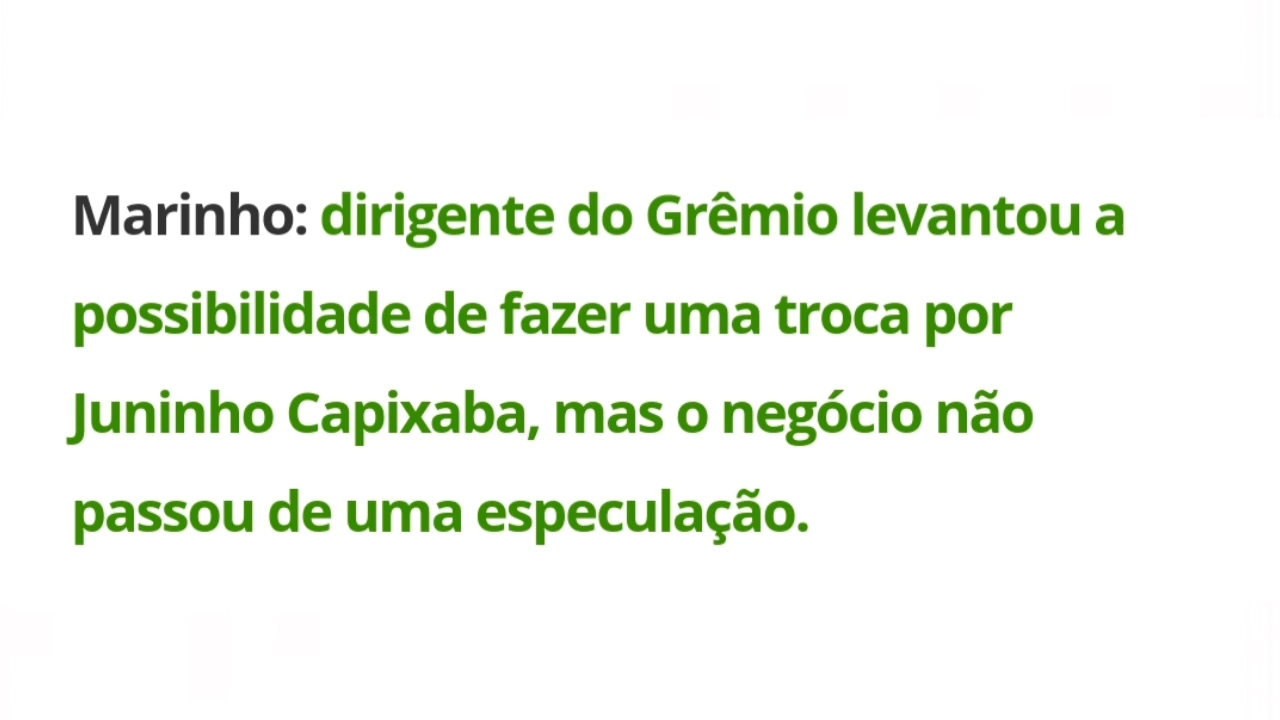 Marinho: dirigente do Grêmio levantou a
possibilidade de fazer uma troca por
Juninho Capixaba, mas o negócio não
passou de uma especulação.